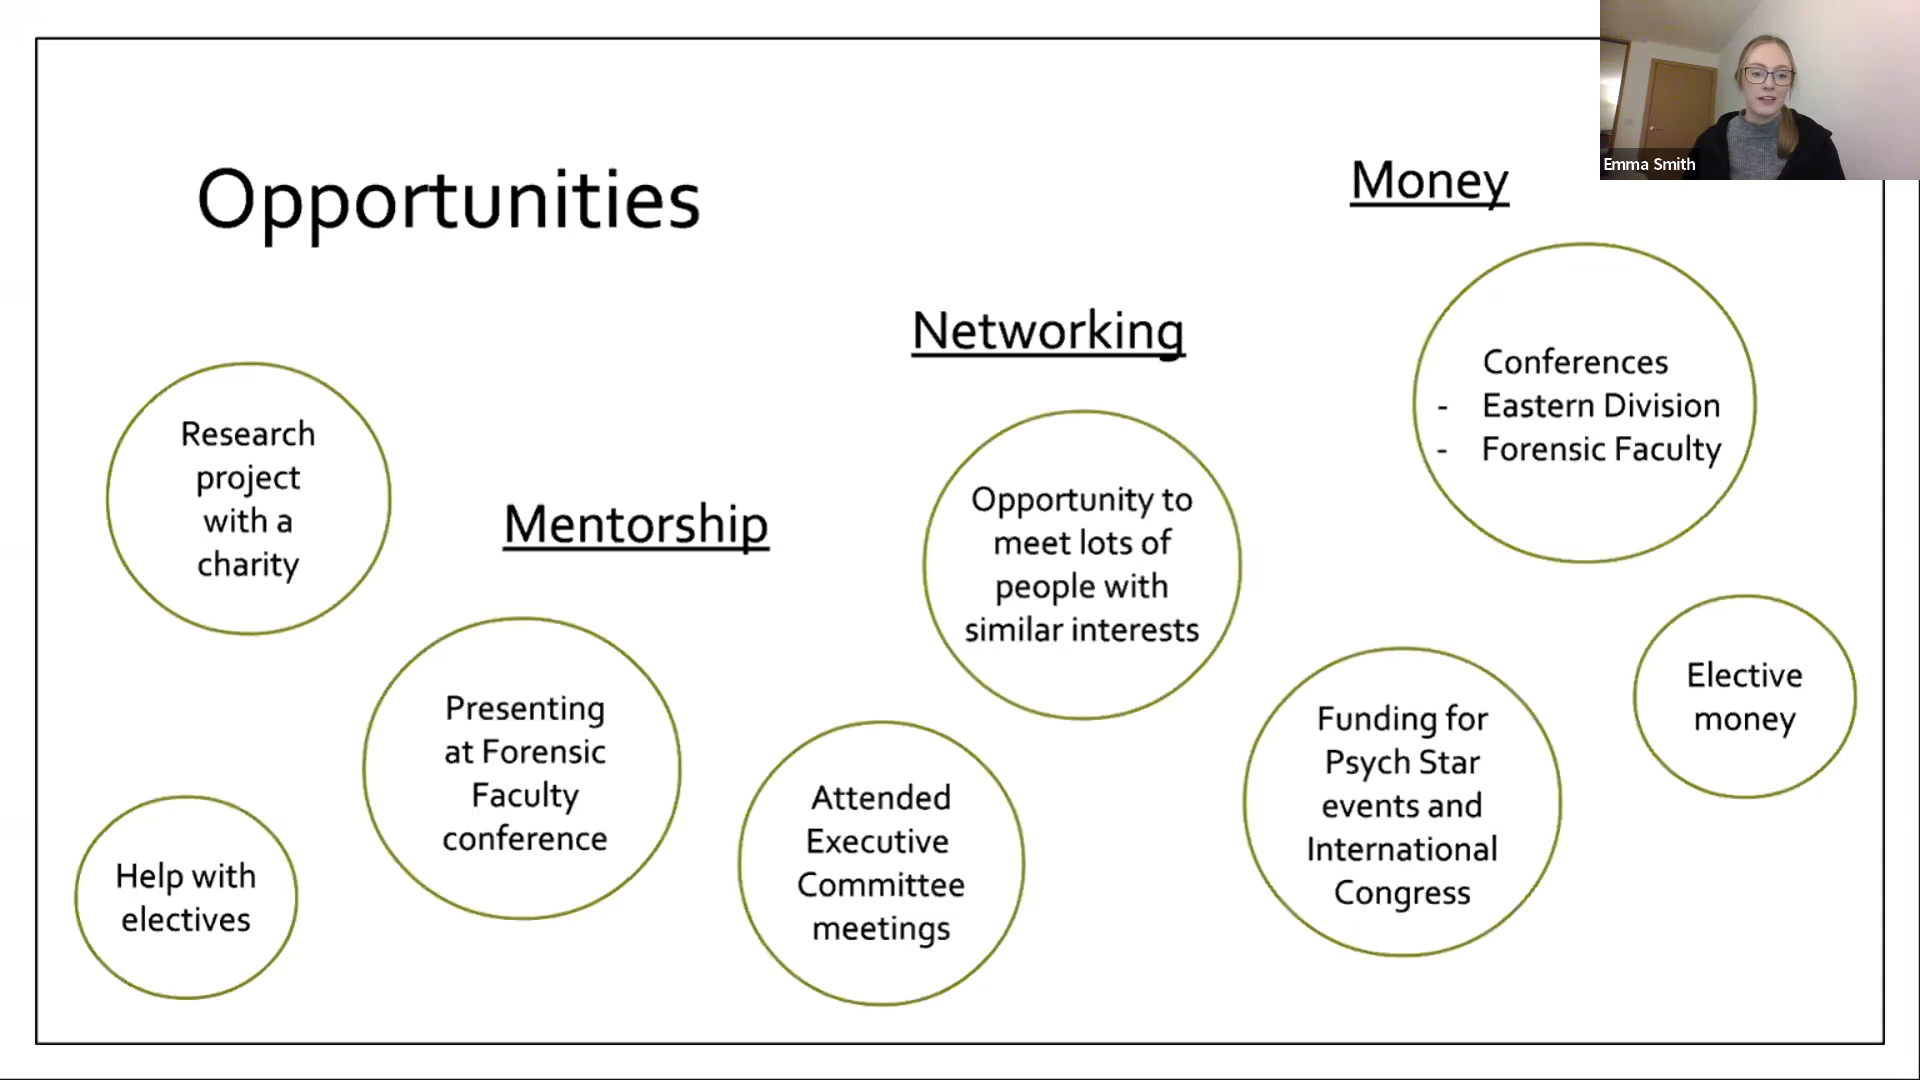 Opportunities
Money
Emma Smith
Networking
Conferences
- Eastern Division
- Forensic Faculty
Research
project
with a
charity
Mentorship
Opportunity to
meet lots of
people with
similar interests
Presenting
at Forensic
Faculty
conference
Elective
money
Funding for
Psych Star
events and
International
Congress
Attended
Executive
Committee
meetings
Help with
electives